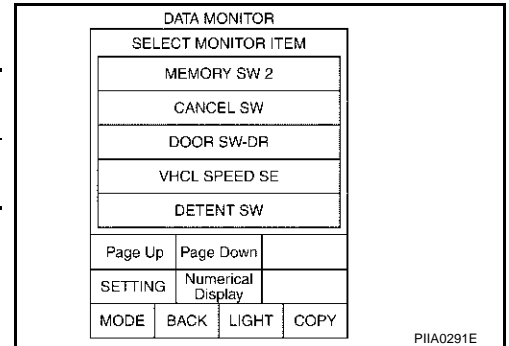 DATA MONITOR
SELECT MONITOR ITEM
MEMORY SW 2
CANCEL SW
DOOR SW-DR
VHCL SPEED SE
DETENT SW
Page Up Page Down
SETTING Numerical Display
MODE BACK LIGHT COPY
PIIA0291E